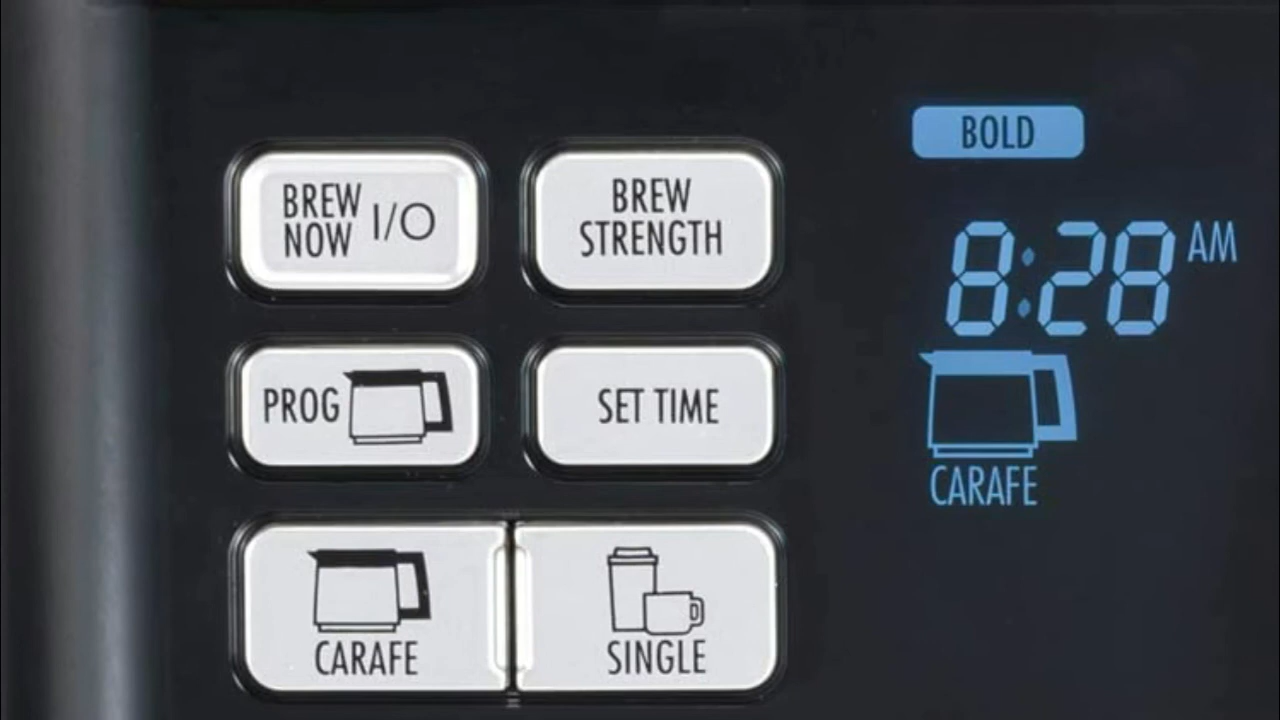 BOLD
BREW
NOW I/O
BREW
STRENGTH
8:28 AM
PROG
SET TIME
CARAFE
CARAFE
SINGLE